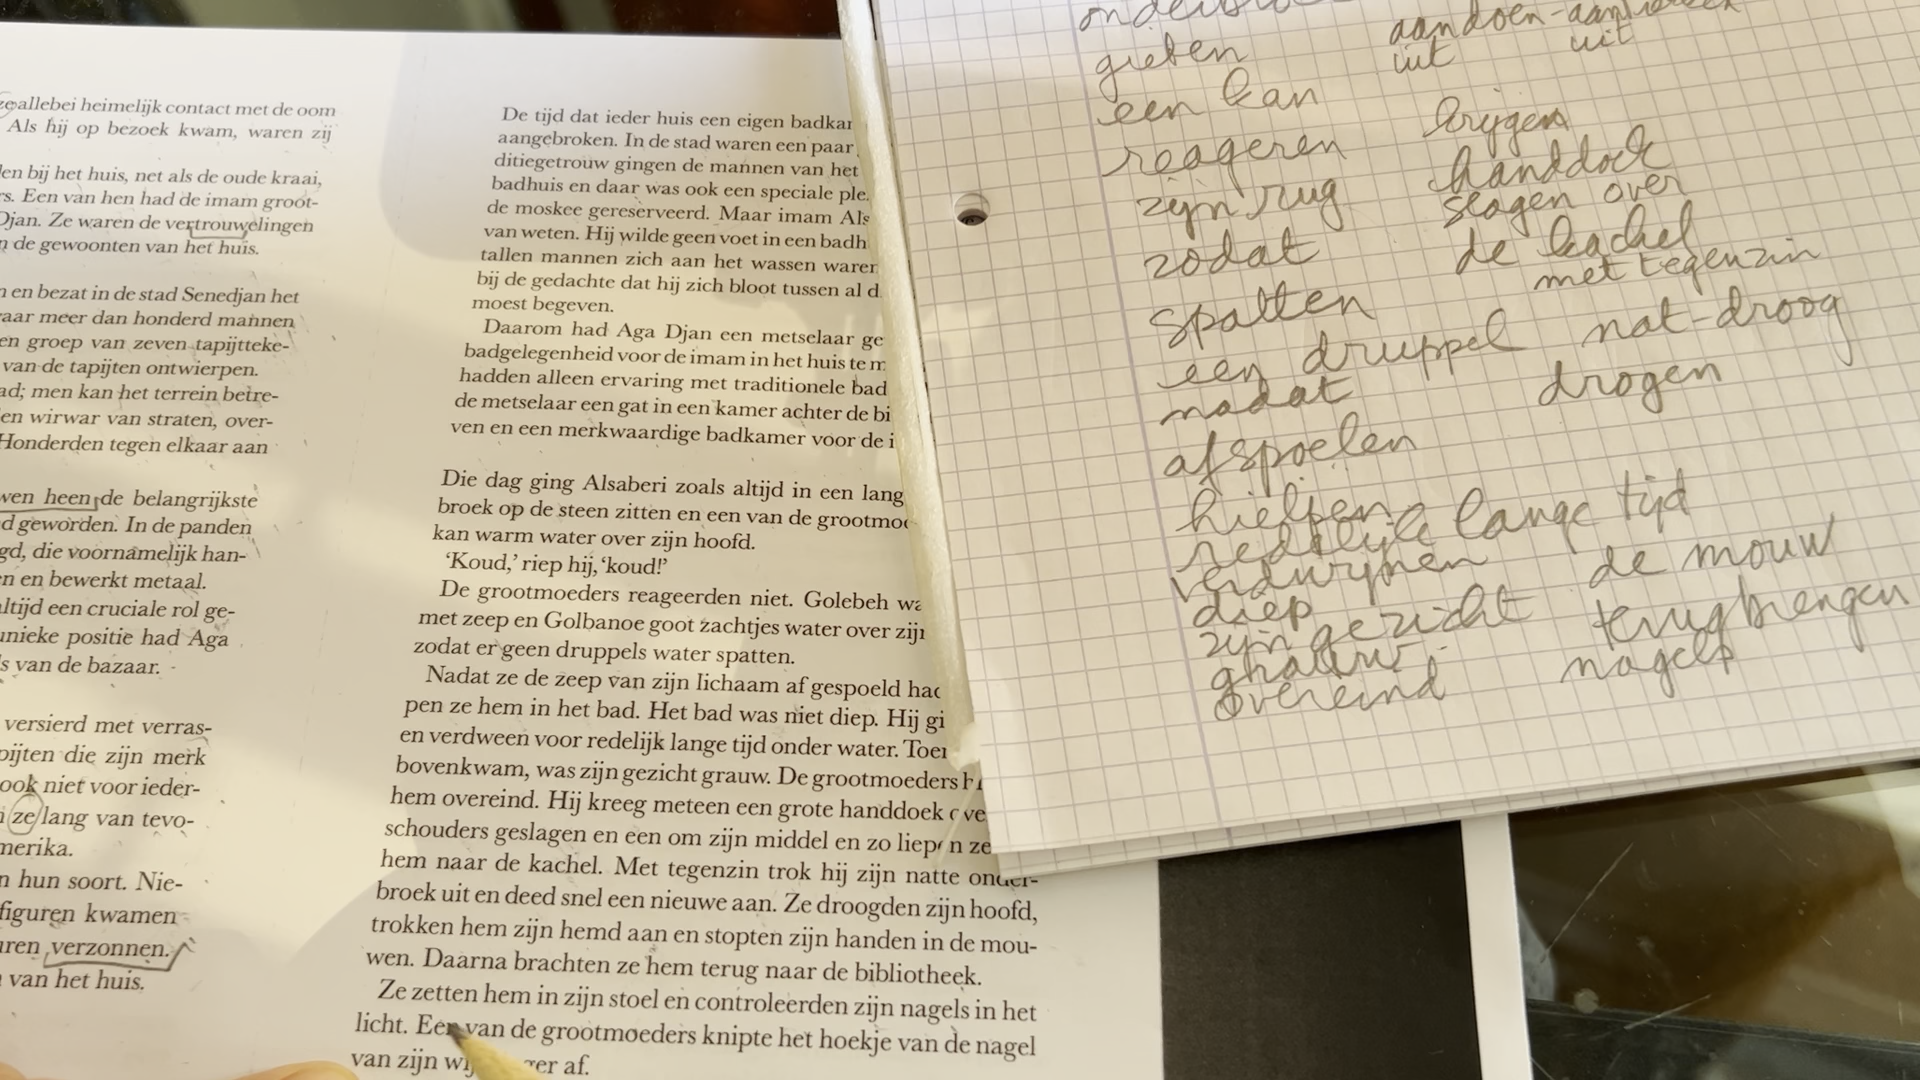 allebei heimelijk contact met de oom
Als hij op bezoek kwam, waren zij
en bij het huis, net als de oude kraai,
rs. Een van hen had de imam groot-
Djan. Ze waren de vertrouwelingen
n de gewoonten van het huis.
n en bezat in de stad Senedjan het
aar meer dan honderd mannen
en groep van zeven tapijtteke-
van de tapijten ontwierpen.
ad; men kan het terrein betre-
en wirwar van straten, over-
Honderden tegen elkaar aan
wen heen de belangrijkste
d geworden. In de panden
gd, die voornamelijk han-
n en bewerkt metaal.
altijd een cruciale rol ge-
unieke positie had Aga
s van de bazaar.
versierd met verras-
pijten die zijn merk
ook niet voor ieder-
ze lang van tevo-
merika.
n hun soort. Nie-
figuren kwamen
uren verzonnen.
van het huis.
De tijd dat ieder huis een eigen badkar
aangebroken. In de stad waren een paar
ditiegetrouw gingen de mannen van het
badhuis en daar was ook een speciale ple
de moskee gereserveerd. Maar imam Als
van weten. Hij wilde geen voet in een badh
tallen mannen zich aan het wassen waren
bij de gedachte dat hij zich bloot tussen al d
moest begeven.
Daarom had Aga Djan een metselaar ge
badgelegenheid voor de imam in het huis te m
hadden alleen ervaring met traditionele bad
de metselaar een gat in een kamer achter de bi
ven en een merkwaardige badkamer voor de i
Die dag ging Alsaberi zoals altijd in een lang
broek op de steen zitten en een van de grootmoe
kan warm water over zijn hoofd.
‘Koud,’ riep hij, ‘koud!’
De grootmoeders reageerden niet. Golebeh wa
met zeep en Golbanoe goot zachtjes water over zijn
zodat er geen druppels water spatten.
Nadat ze de zeep van zijn lichaam afgespoeld had
pen ze hem in het bad. Het bad was niet diep. Hij gi
en verdween voor redelijk lange tijd onder water. Toen
bovenkwam, was zijn gezicht grauw. De grootmoeders h
hem overeind. Hij kreeg meteen een grote handdoek ove
schouders geslagen en een om zijn middel en zo liepen ze
hem naar de kachel. Met tegenzin trok hij zijn natte onder-
broek uit en deed snel een nieuwe aan. Ze droogden zijn hoofd,
trokken hem zijn hemd aan en stopten zijn handen in de mou-
wen. Daarna brachten ze hem terug naar de bibliotheek.
Ze zetten hem in zijn stoel en controleerden zijn nagels in het
licht. Een van de grootmoeders knipte het hoekje van de nagel
van zijn af.
gieten
een kan
reageren
zijn rug
zodat
spatten
een druppel
nadat
afspoelen
hielpen
redelijk lange tijd
verdwijnen
diep
zijn gezicht
grauw
overeind
aandoen-aantrekken
uit uit
krijgen
handdoek
slagen over
de kachel
met tegenzin
nat-droog
drogen
de mouw
terugbrengen
nagels